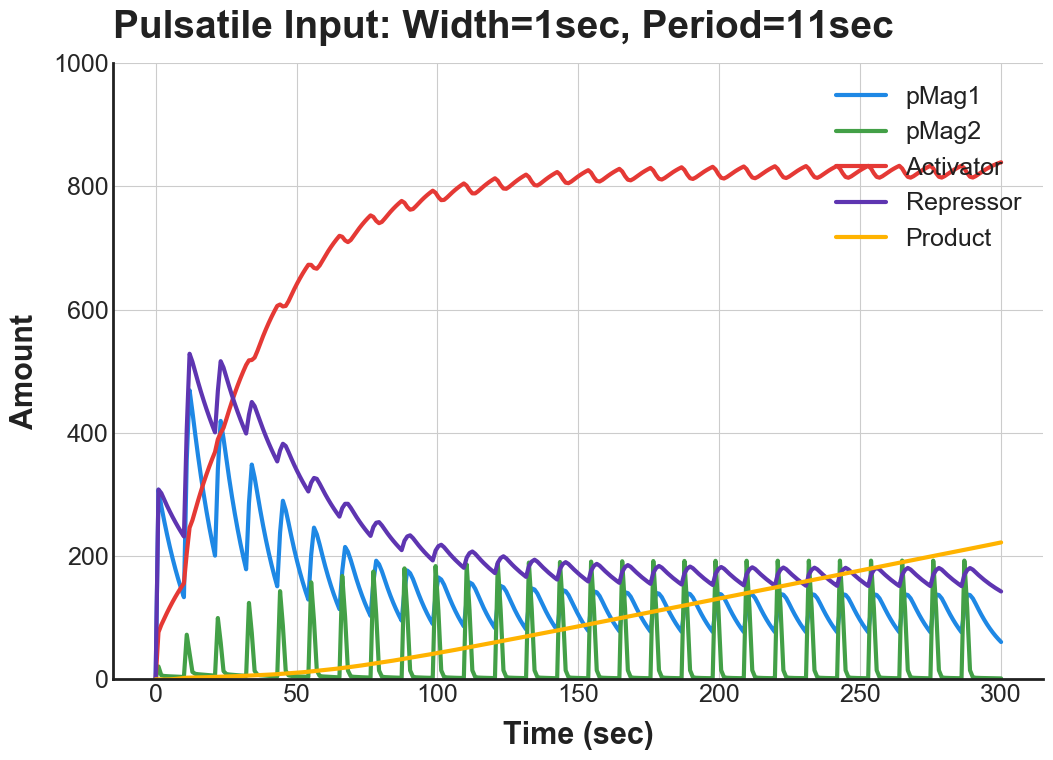 Pulsatile Input: Width=1sec, Period=11sec
1000
800
600
400
200
0
Amount
pMag1
pMag2
Activator
Repressor
Product
0 50 100 150 200 250 300
Time (sec)